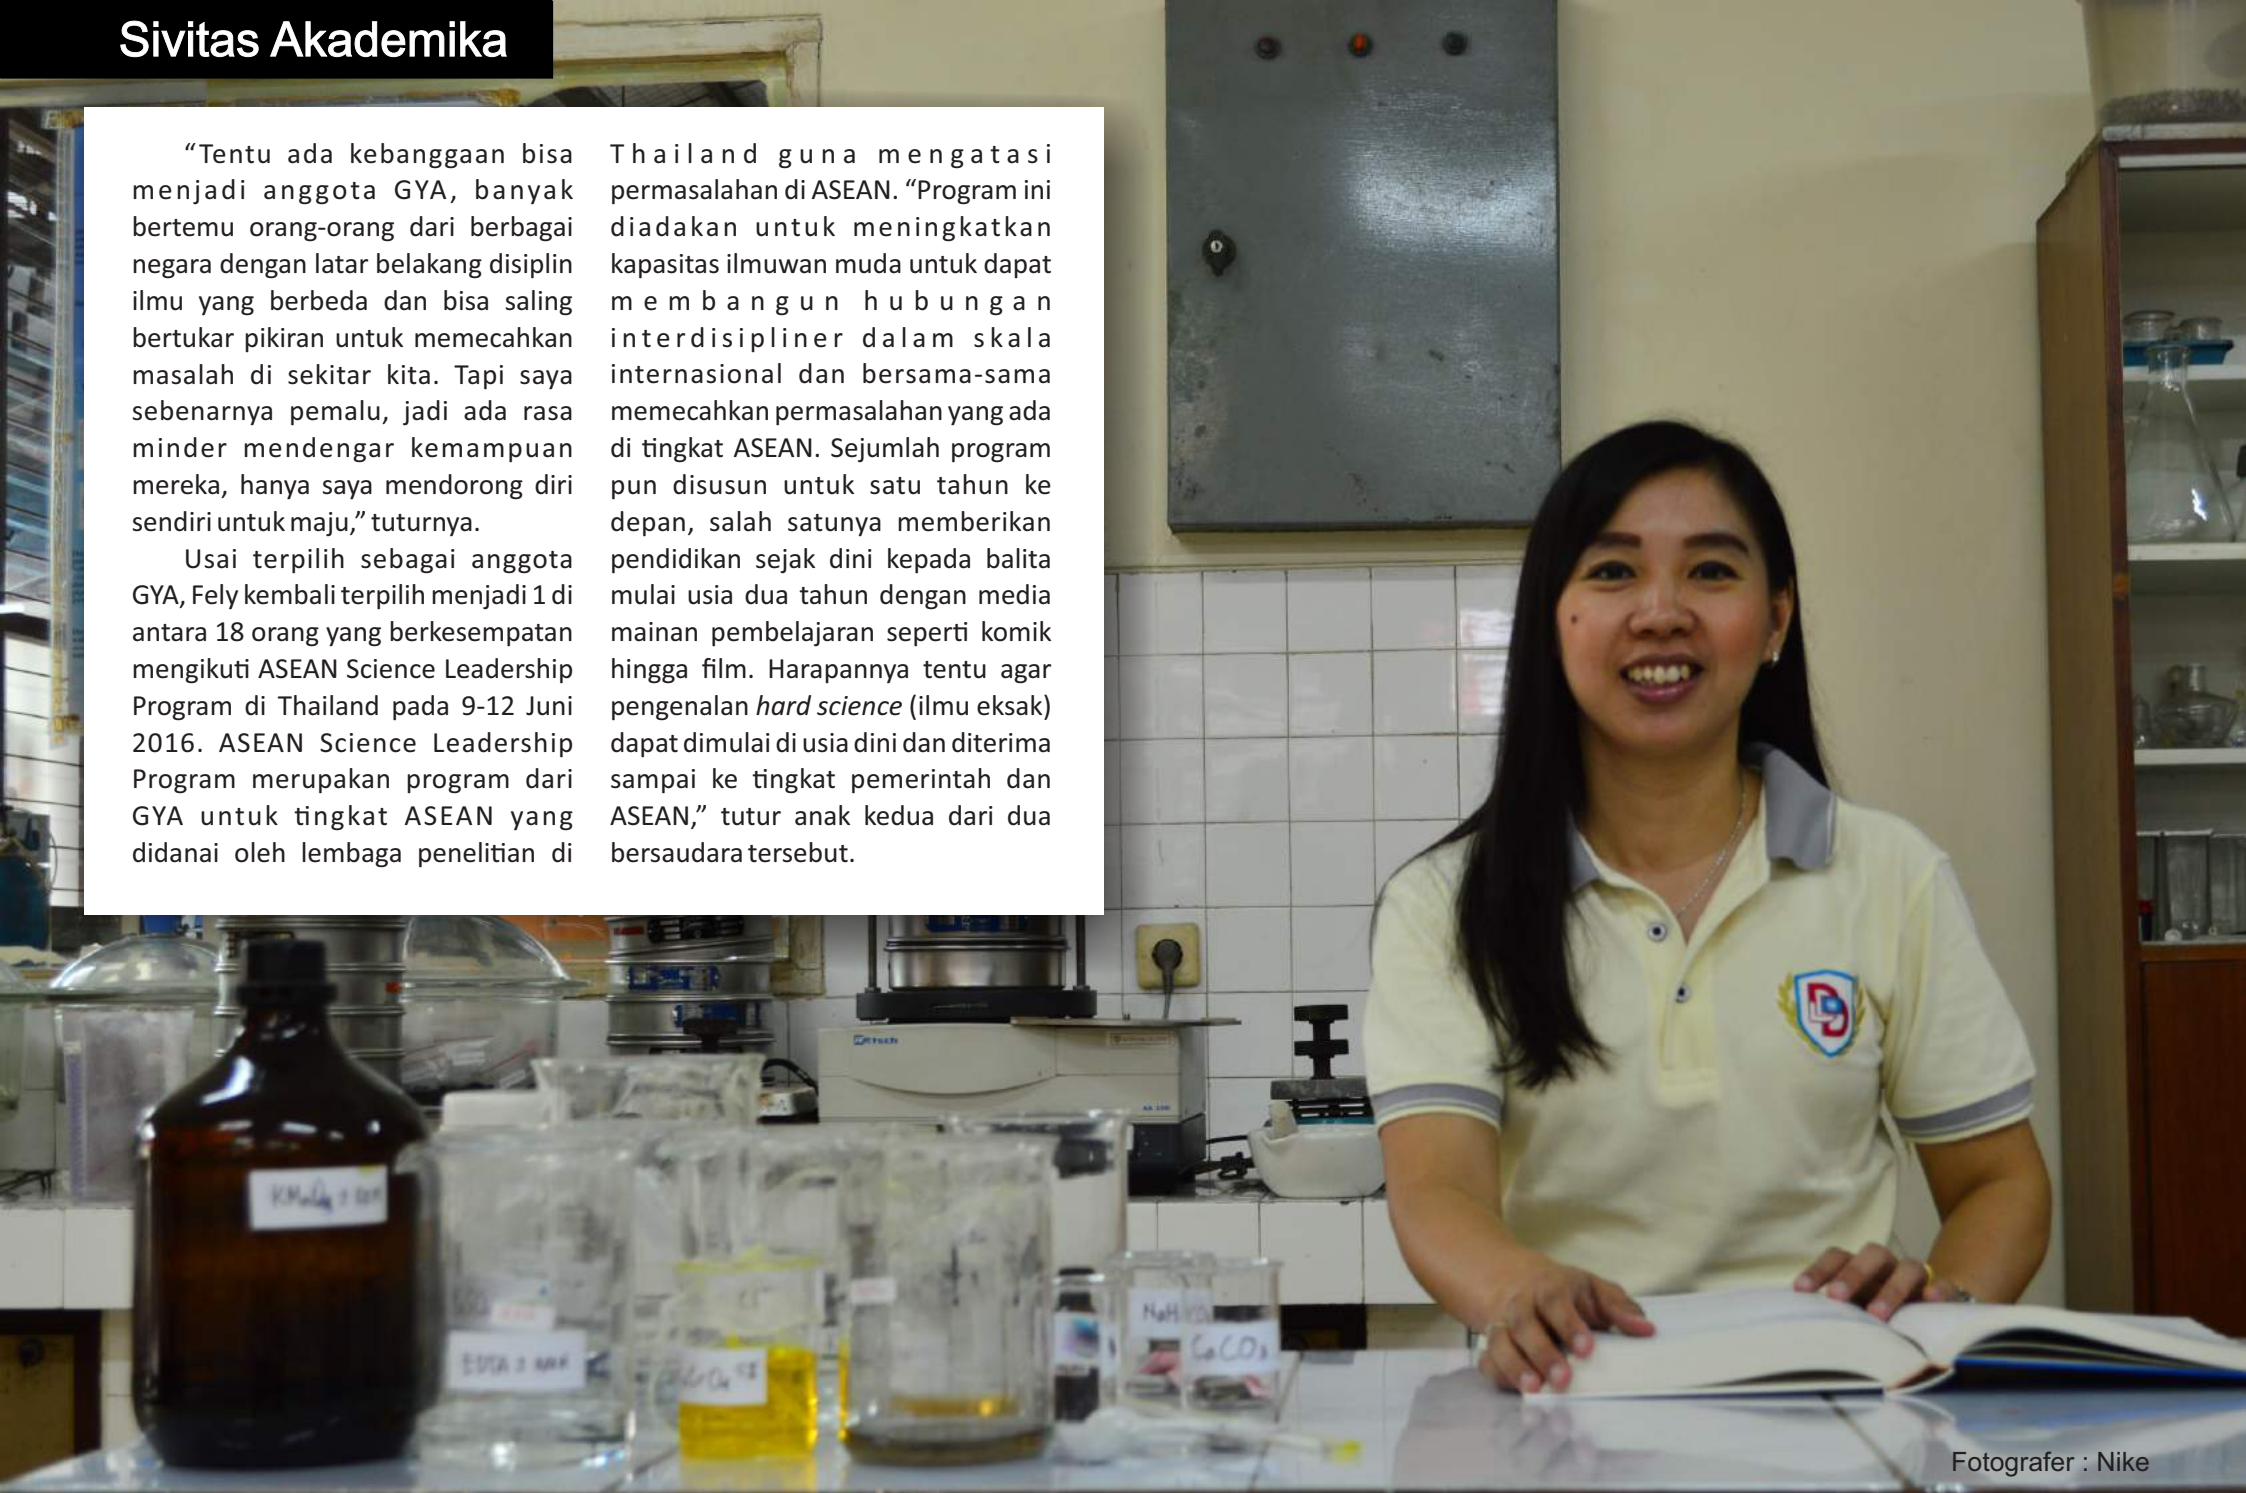 Sivitas Akademika
“Tentu ada kebanggaan bisa
menjadi anggota GYA, banyak
bertemu orang-orang dari berbagai
negara dengan latar belakang disiplin
ilmu yang berbeda dan bisa saling
bertukar pikiran untuk memecahkan
masalah di sekitar kita. Tapi saya
sebenarnya pemalu, jadi ada rasa
minder mendengar kemampuan
mereka, hanya saya mendorong diri
sendiri untuk maju,” tuturnya.
Usai terpilih sebagai anggota
GYA, Fely kembali terpilih menjadi 1 di
antara 18 orang yang berkesempatan
mengikuti ASEAN Science Leadership
Program di Thailand pada 9-12 Juni
2016. ASEAN Science Leadership
Program merupakan program dari
GYA untuk tingkat ASEAN yang
didanai oleh lembaga penelitian di
Thailand guna mengatasi
permasalahan di ASEAN. “Program ini
diadakan untuk meningkatkan
kapasitas ilmuwan muda untuk dapat
membangun hubungan
interdisipliner dalam skala
internasional dan bersama-sama
memecahkan permasalahan yang ada
di tingkat ASEAN. Sejumlah program
pun disusun untuk satu tahun ke
depan, salah satunya memberikan
pendidikan sejak dini kepada balita
mulai usia dua tahun dengan media
mainan pembelajaran seperti komik
hingga film. Harapannya tentu agar
pengenalan hard science (ilmu eksak)
dapat dimulai di usia dini dan diterima
sampai ke tingkat pemerintah dan
ASEAN,” tutur anak kedua dari dua
bersaudara tersebut.
Retsch
AS 200
KMnO₄
EDTA
CaCO₃
Fotografer : Nike